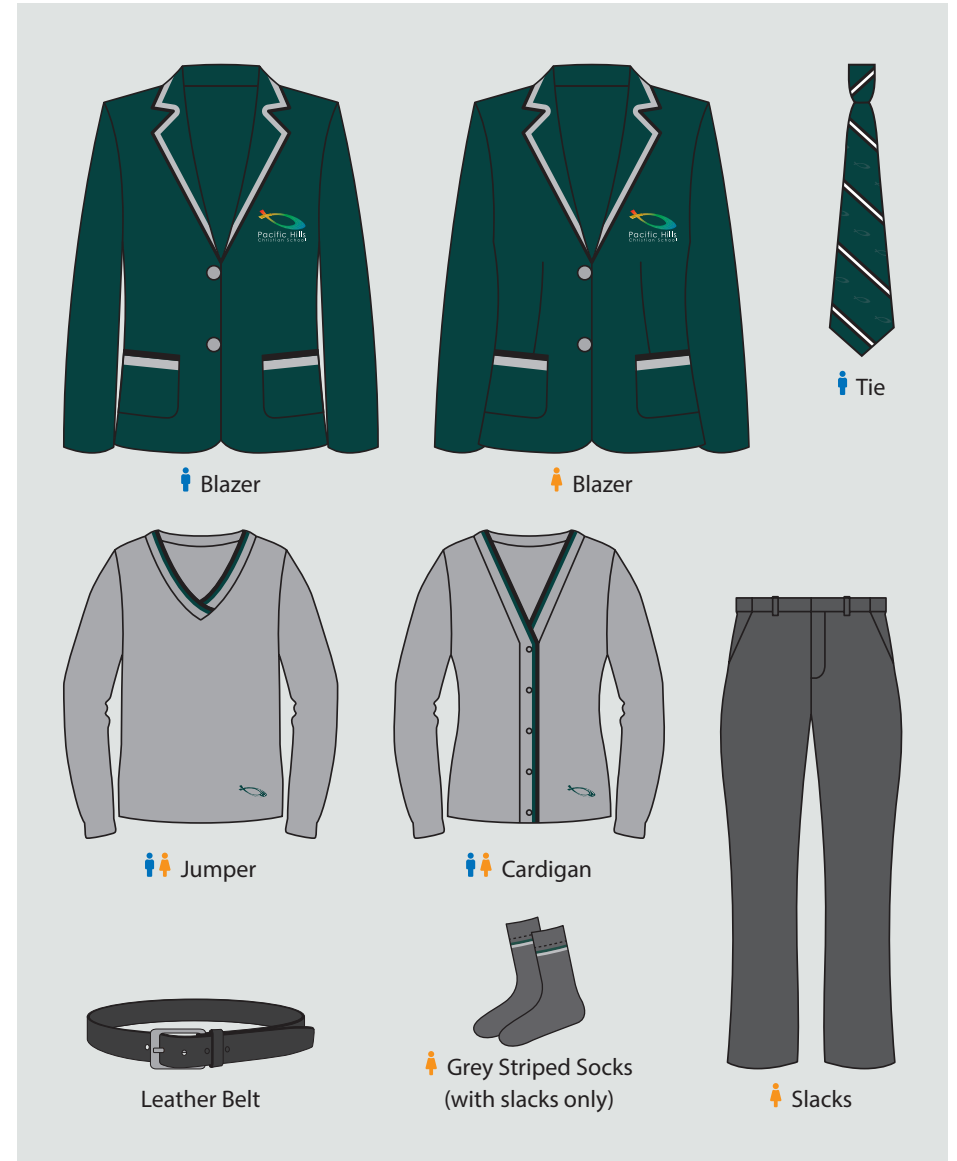 Pacific Hills
Christian School
Pacific Hills
Christian School
Tie
Blazer
Blazer
Jumper
Cardigan
Leather Belt
Grey Striped Socks
(with slacks only)
Slacks